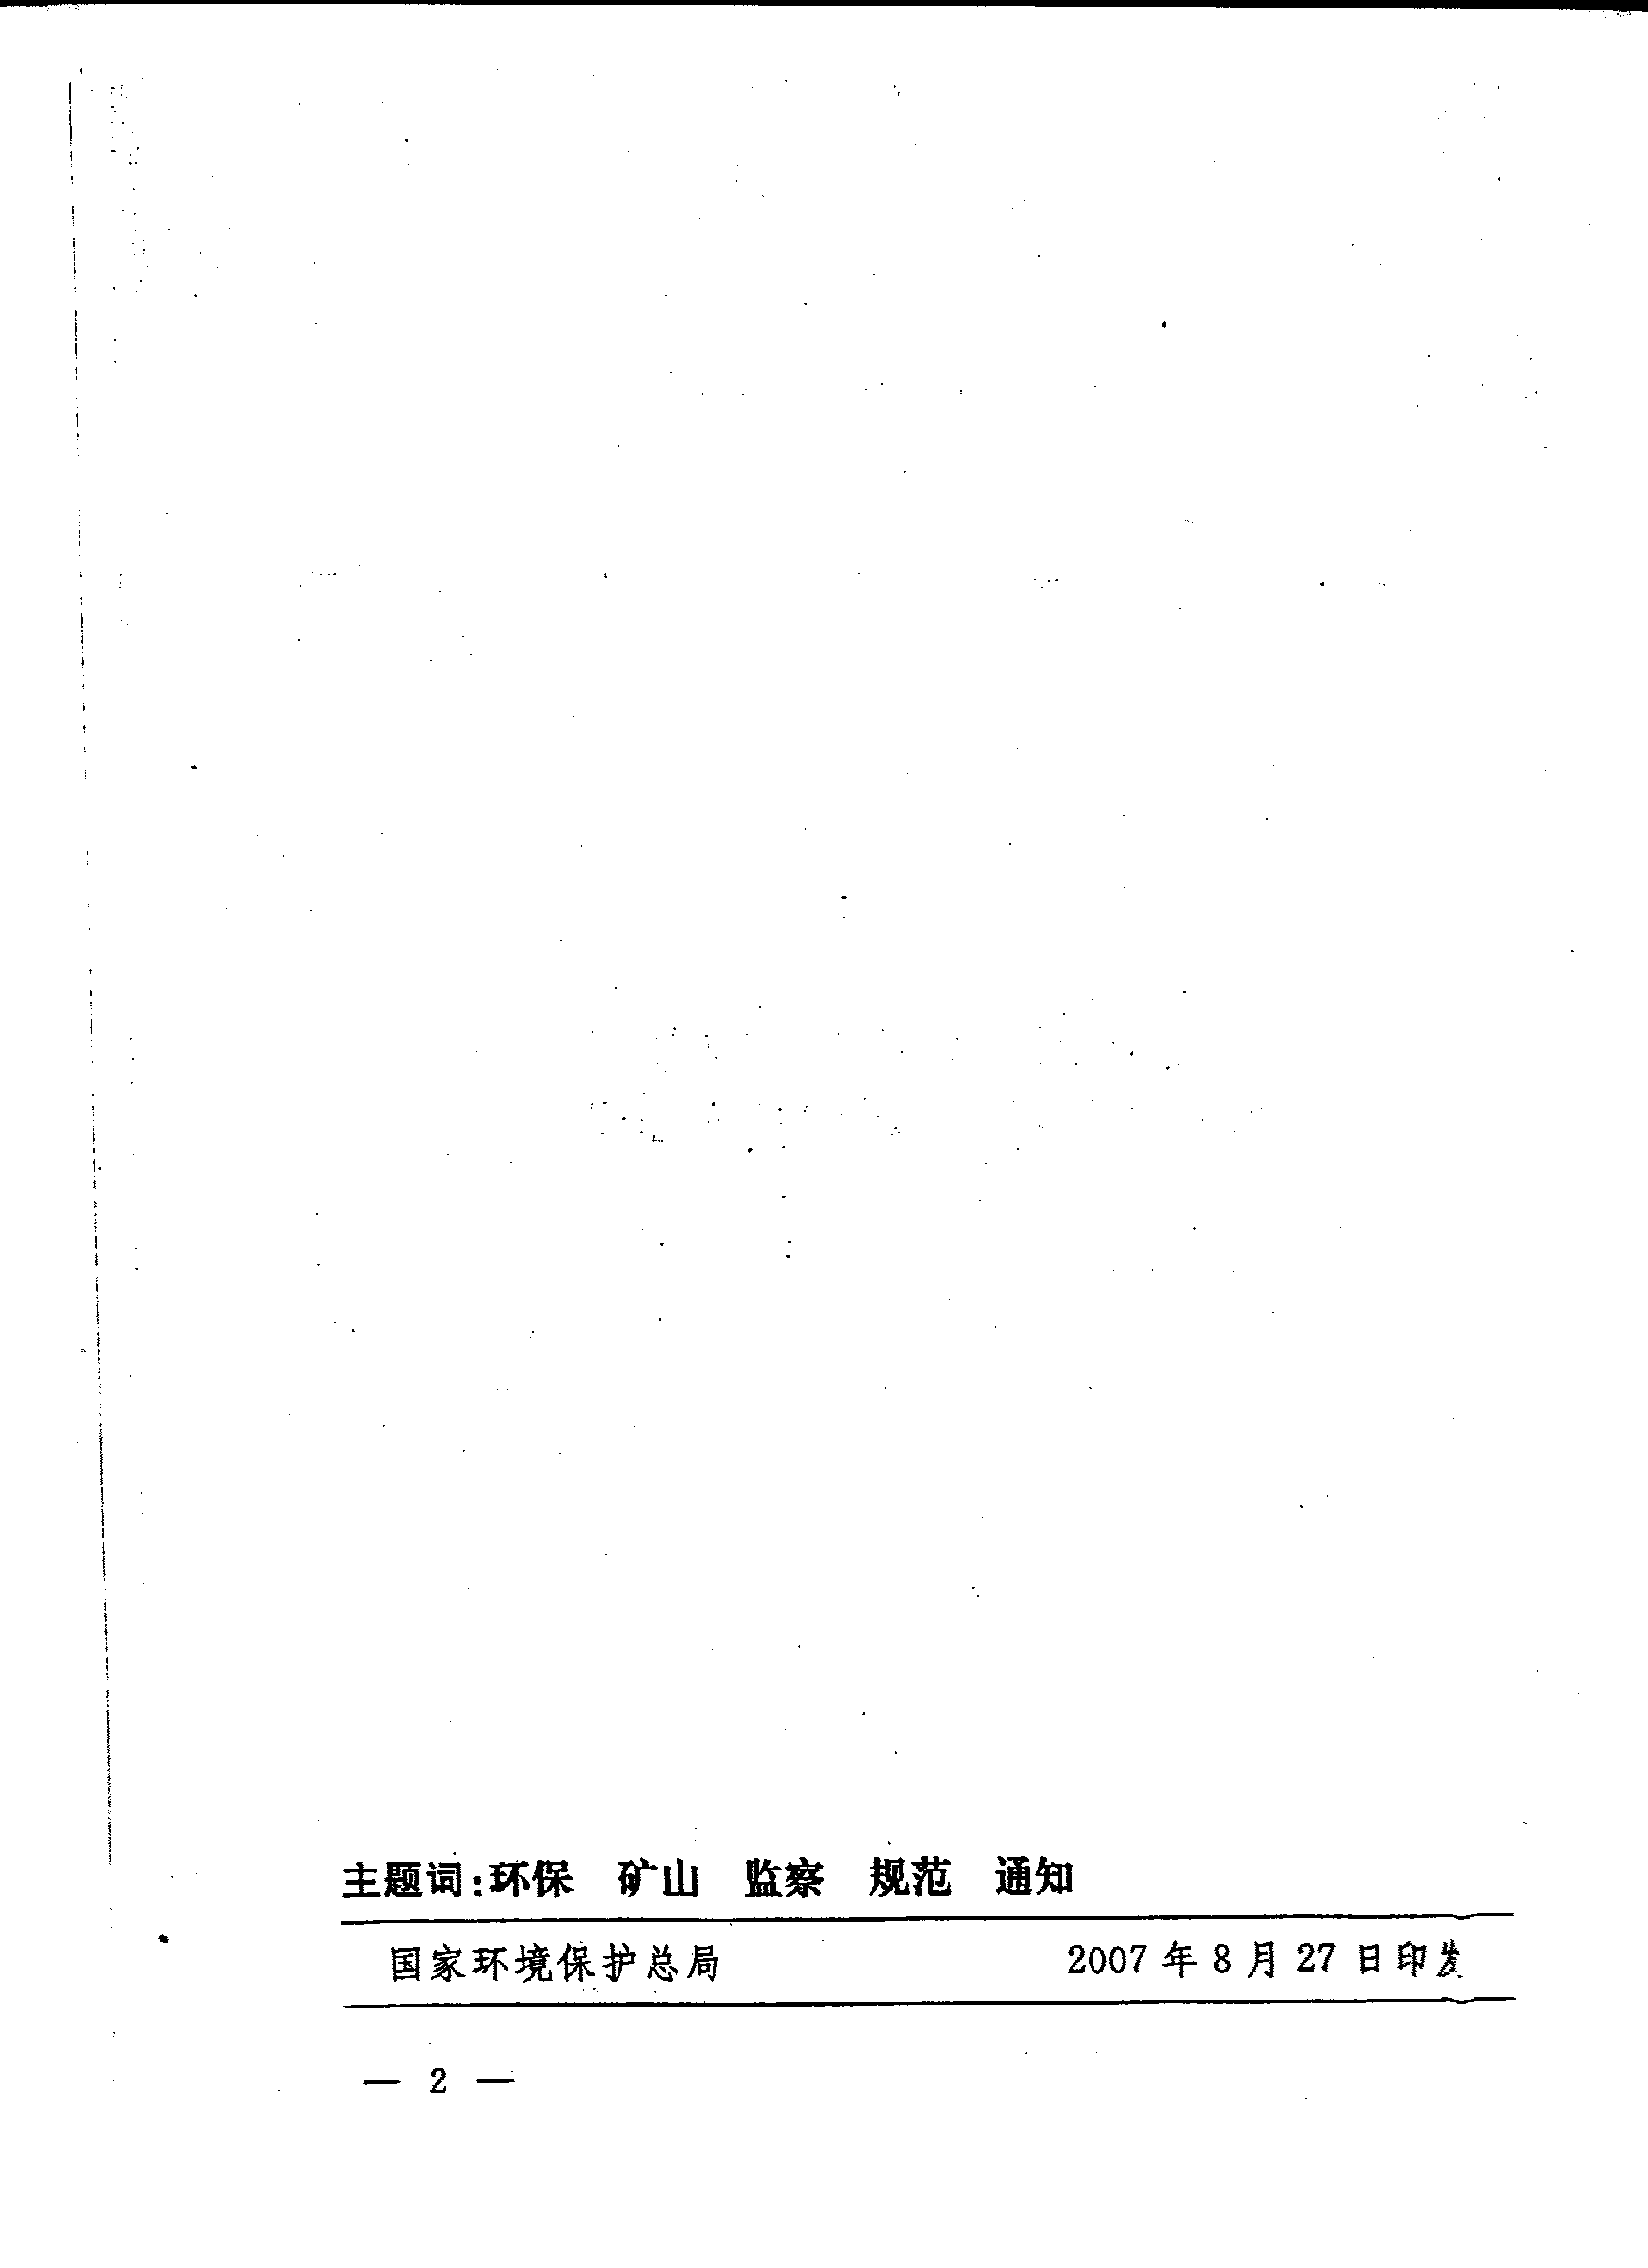 主题词:环保　矿山　监察　规范　通知
国家环境保护总局　2007年8月27日印发
— 2 —